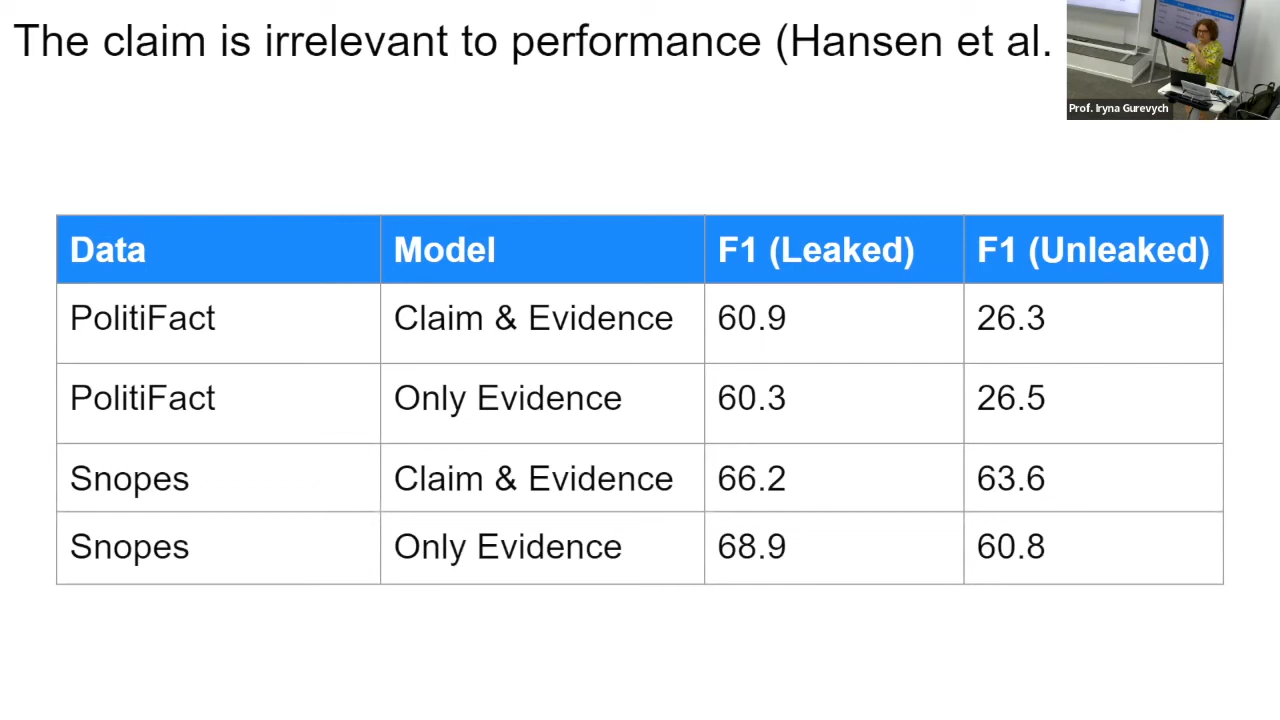 The claim is irrelevant to performance (Hansen et al.
Prof. Iryna Gurevych
Data Model F1 (Leaked) F1 (Unleaked)
PolitiFact Claim & Evidence 60.9 26.3
PolitiFact Only Evidence 60.3 26.5
Snopes Claim & Evidence 66.2 63.6
Snopes Only Evidence 68.9 60.8